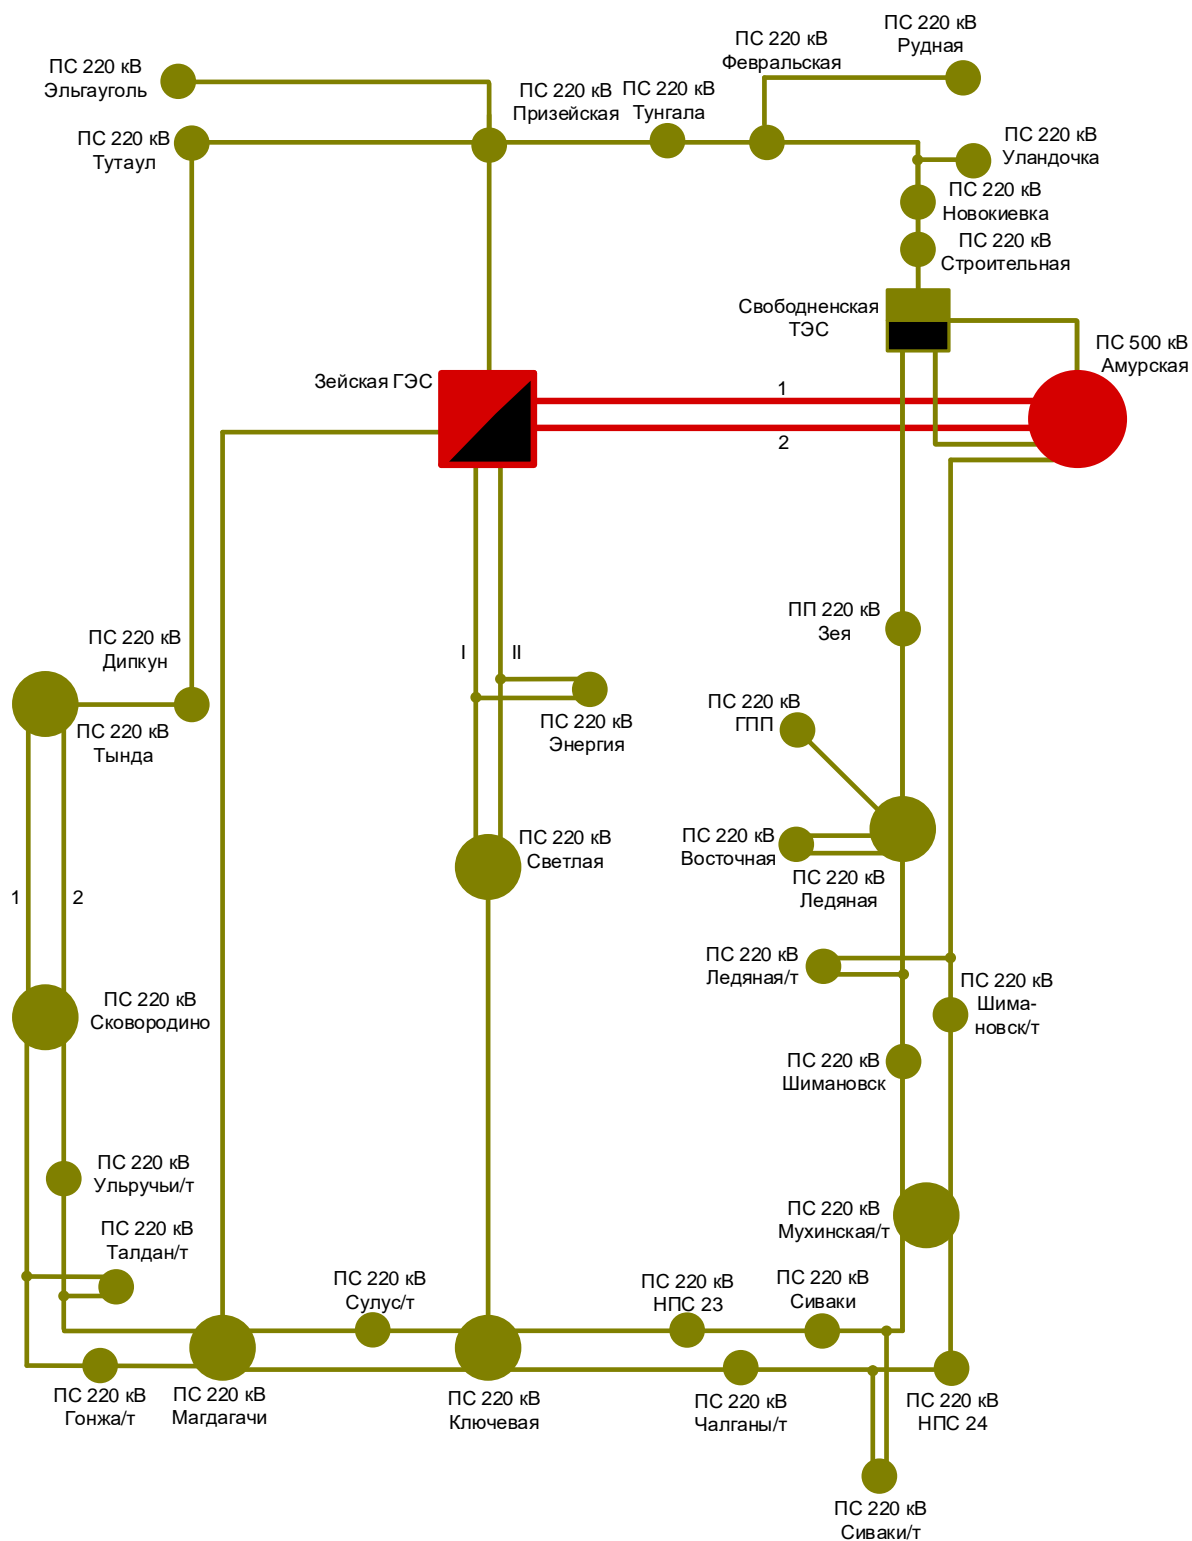 ПС 220 кВ
Рудная
ПС 220 кВ
Февральская
ПС 220 кВ
Эльгауголь
ПС 220 кВ
Призейская
ПС 220 кВ
Тунгала
ПС 220 кВ
Тутаул
ПС 220 кВ
Уландочка
ПС 220 кВ
Новокиевка
ПС 220 кВ
Строительная
Свободненская
ТЭС
ПС 500 кВ
Амурская
Зейская ГЭС
1
2
ПП 220 кВ
Зея
ПС 220 кВ
Дипкун
I
II
ПС 220 кВ
Тында
ПС 220 кВ
Энергия
ПС 220 кВ
ГПП
ПС 220 кВ
Светлая
ПС 220 кВ
Восточная
ПС 220 кВ
Ледяная
1
2
ПС 220 кВ
Ледяная/т
ПС 220 кВ
Шима-
новск/т
ПС 220 кВ
Сковородино
ПС 220 кВ
Шимановск
ПС 220 кВ
Ульручьи/т
ПС 220 кВ
Мухинская/т
ПС 220 кВ
Талдан/т
ПС 220 кВ
Сулус/т
ПС 220 кВ
НПС 23
ПС 220 кВ
Сиваки
ПС 220 кВ
Гонжа/т
ПС 220 кВ
Магдагачи
ПС 220 кВ
Ключевая
ПС 220 кВ
Чалганы/т
ПС 220 кВ
НПС 24
ПС 220 кВ
Сиваки/т